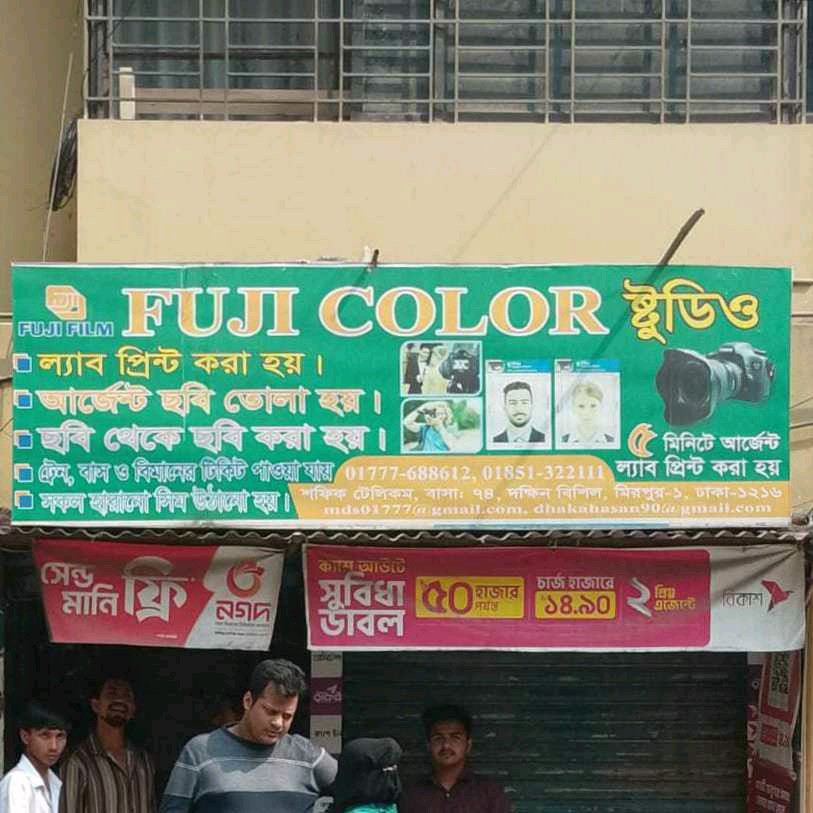 FUJI FILM
FUJI COLOR ষ্টুডিও
ল্যাব প্রিন্ট করা হয়।
আর্জেন্ট ছবি তোলা হয়।
ছবি থেকে ছবি করা হয়।
ট্রেন, বাস ও বিমানের টিকিট পাওয়া যায়
সকল হারানো সিম উঠানো হয়।
৫ মিনিটে আর্জেন্ট
ল্যাব প্রিন্ট করা হয়
01777-688612, 01851-322111
শফিক টেলিকম, বাসা: ৭৪, দক্ষিন বিশিল, মিরপুর-১, ঢাকা-১২১৬
mds01777@gmail.com, dhakahasan90@gmail.com
সেন্ড
মানি ফ্রি
নগদ
ক্যাশ আউটে
সুবিধা
ডাবল
৫০ হাজার
পর্যন্ত
চার্জ হাজারে
১৪.৯০
২ প্রিয়
এজেন্টে
বিকাশ